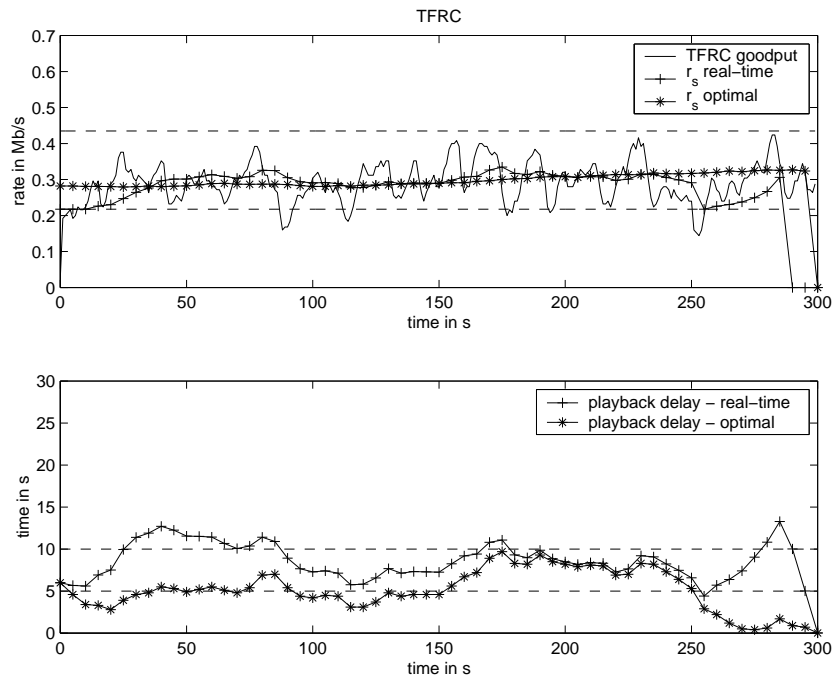 TFRC
0.7
0.6
0.5
0.4
0.3
0.2
0.1
0
rate in Mb/s
TFRC goodput
r_s real−time
r_s optimal
0 50 100 150 200 250 300
time in s
30
25
20
15
10
5
0
time in s
playback delay − real−time
playback delay − optimal
0 50 100 150 200 250 300
time in s